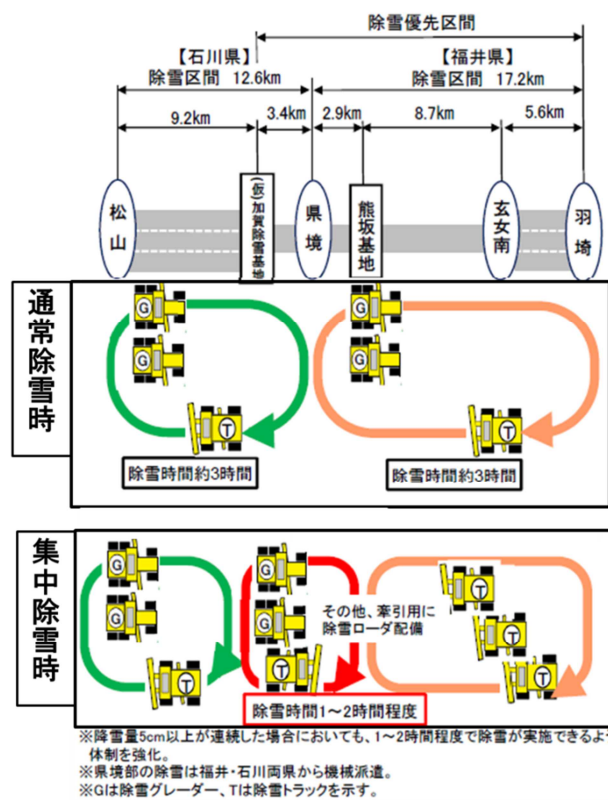 除雪優先区間
【石川県】
除雪区間 12.6km
【福井県】
除雪区間 17.2km
9.2km
3.4km
2.9km
8.7km
5.6km
松山
(仮)加賀除雪基地
県境
熊坂基地
玄女南
羽埼
通常除雪時
G
G
T
除雪時間約3時間
G
G
T
除雪時間約3時間
集中除雪時
G
G
T
G
G
T
その他、牽引用に
除雪ローダ配備
T
T
T
除雪時間1～2時間程度
※降雪量5cm以上が連続した場合においても、1～2時間程度で除雪が実施できるよ
体制を強化。
※県境部の除雪は福井・石川両県から機械派遣。
※Gは除雪グレーダー、Tは除雪トラックを示す。